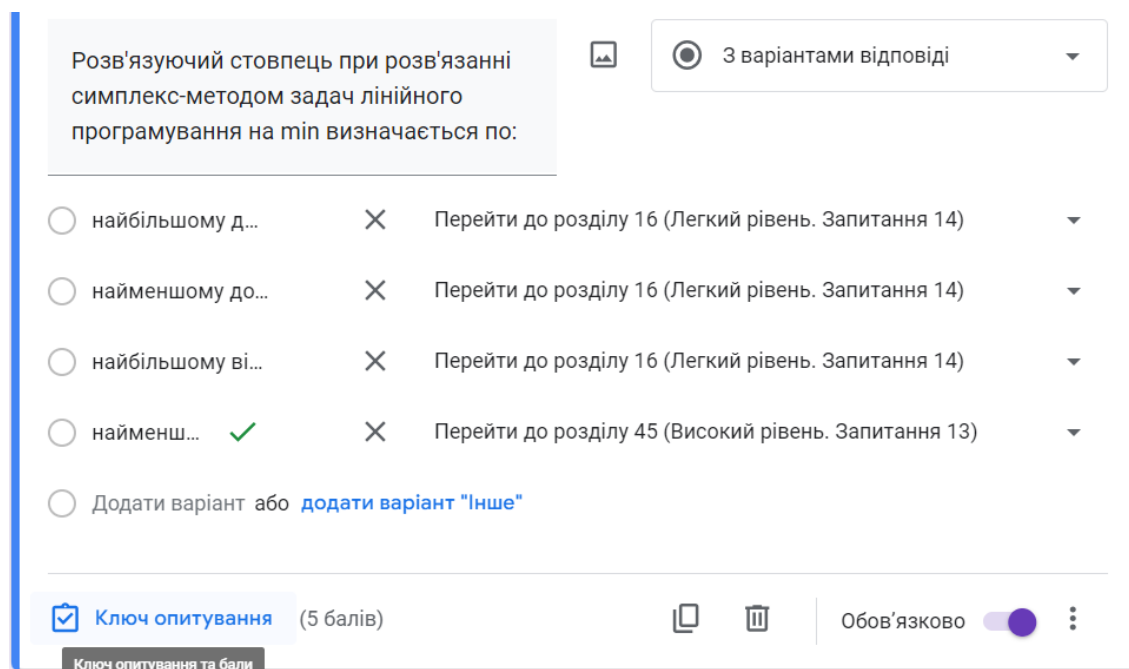 Розв'язуючий стовпець при розв'язанні
симплекс-методом задач лінійного
програмування на min визначається по:
З варіантами відповіді
найбільшому д... Перейти до розділу 16 (Легкий рівень. Запитання 14)
найменшому до... Перейти до розділу 16 (Легкий рівень. Запитання 14)
найбільшому ві... Перейти до розділу 16 (Легкий рівень. Запитання 14)
найменш... Перейти до розділу 45 (Високий рівень. Запитання 13)
Додати варіант або додати варіант "Інше"
Ключ опитування (5 балів) Обов’язково
Ключ опитування та бали